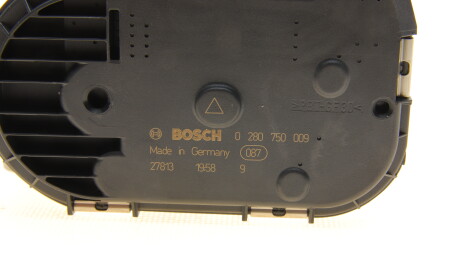 BOSCH 0 280 750 009
Made in Germany 087
27813 1958 9